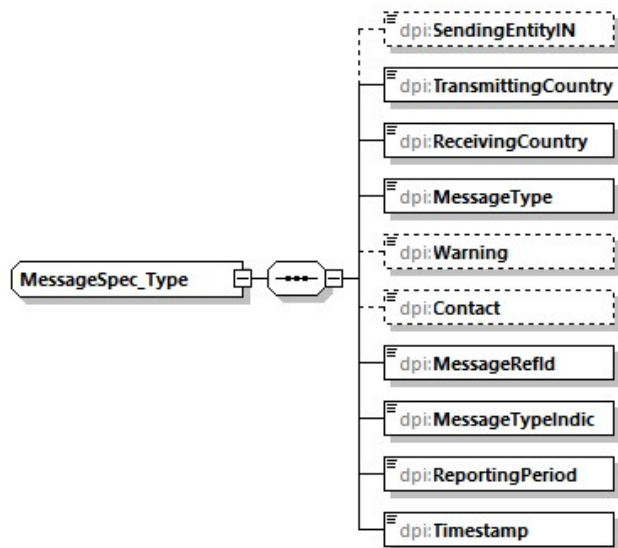 dpi:SendingEntityIN
dpi:TransmittingCountry
dpi:ReceivingCountry
dpi:MessageType
MessageSpec_Type
dpi:Warning
dpi:Contact
dpi:MessageRefId
dpi:MessageTypeIndic
dpi:ReportingPeriod
dpi:Timestamp